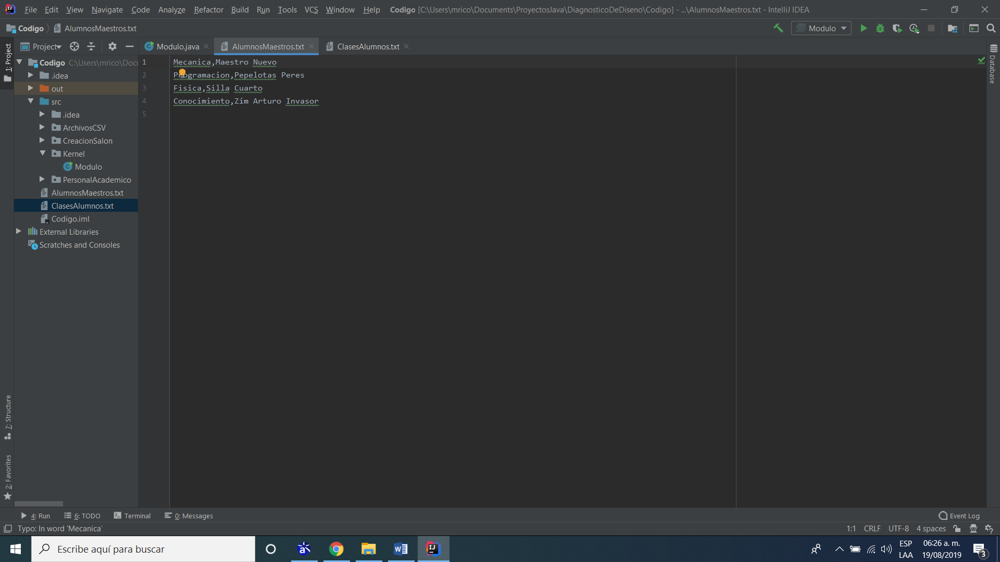 File Edit View Navigate Code Analyze Refactor Build Run Tools VCS Window Help Codigo [C:\Users\mrico\Documents\ProyectosJava\DiagnosticoDeDiseno\Codigo] - ...\AlumnosMaestros.txt - IntelliJ IDEA
Codigo AlumnosMaestros.txt Modulo
Project Modulo.java AlumnosMaestros.txt ClasesAlumnos.txt
1: Project
Database
Codigo C:\Users\mrico\Docu
.idea
out
src
.idea
ArchivosCSV
CreacionSalon
Kernel
Modulo
PersonalAcademico
AlumnosMaestros.txt
ClasesAlumnos.txt
Codigo.iml
External Libraries
Scratches and Consoles
1 Mecanica,Maestro Nuevo
2 Programacion,Pepelotas Peres
3 Fisica,Silla Cuarto
4 Conocimiento,Zim Arturo Invasor
5
7: Structure
2: Favorites
4: Run 6: TODO Terminal 0: Messages Event Log
Typo: In word 'Mecanica' 1:1 CRLF UTF-8 4 spaces
Escribe aquí para buscar
ESP
LAA
06:26 a. m.
19/08/2019
3